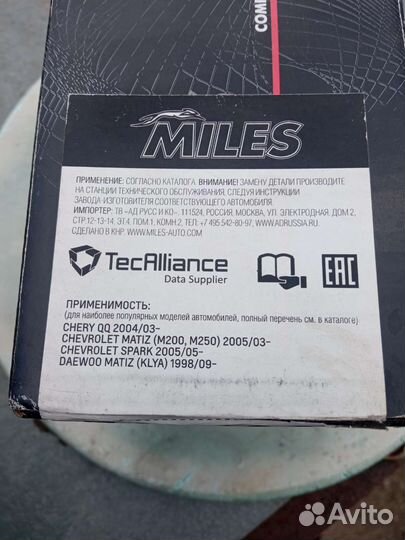 COM
MILES
ПРИМЕНЕНИЕ: СОГЛАСНО КАТАЛОГА. ВНИМАНИЕ! ЗАМЕНУ ДЕТАЛИ ПРОИЗВОДИТЕ
НА СТАНЦИИ ТЕХНИЧЕСКОГО ОБСЛУЖИВАНИЯ, СЛЕДУЯ ИНСТРУКЦИИ
ЗАВОДА-ИЗГОТОВИТЕЛЯ СООТВЕТСТВУЮЩЕГО АВТОМОБИЛЯ.
ИМПОРТЕР: ТВ «АД РУСС И КО», 111524, РОССИЯ, МОСКВА, УЛ. ЭЛЕКТРОДНАЯ, ДОМ 2,
СТР.12-13-14, ЭТ.4, ПОМ.1, КОМН.2, ТЕЛ. +7 495 542-80-97, WWW.ADRUSSIA.RU
СДЕЛАНО В КНР. WWW.MILES-AUTO.COM
TecAlliance
Data Supplier
EAC
ПРИМЕНИМОСТЬ:
(для наиболее популярных моделей автомобилей, полный перечень см. в каталоге)
CHERY QQ 2004/03-
CHEVROLET MATIZ (M200, M250) 2005/03-
CHEVROLET SPARK 2005/05-
DAEWOO MATIZ (KLYA) 1998/09-
Avito